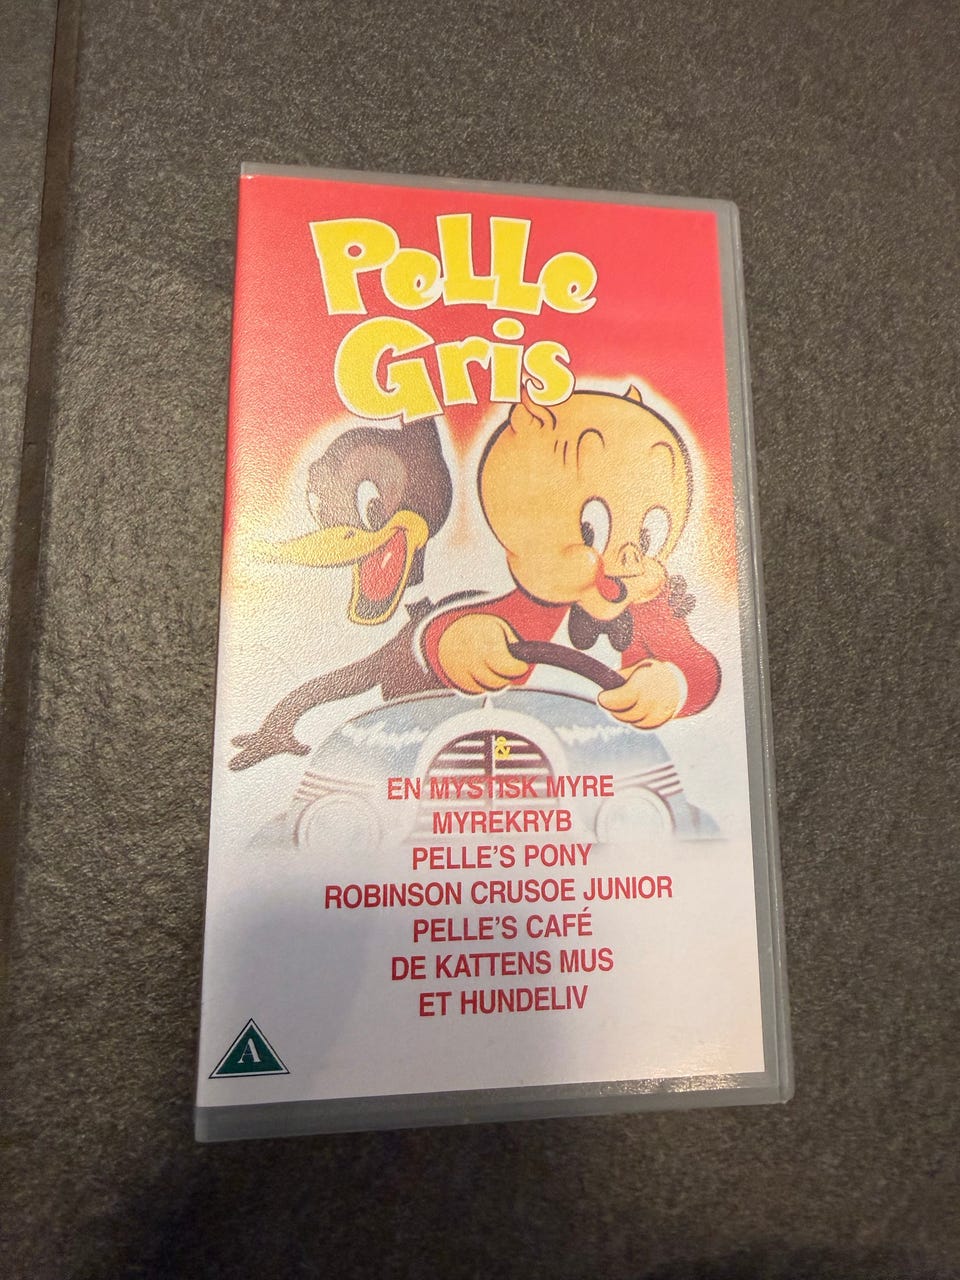 Pelle
Gris
EN MYSTISK MYRE
MYREKRYB
PELLE'S PONY
ROBINSON CRUSOE JUNIOR
PELLE'S CAFÉ
DE KATTENS MUS
ET HUNDELIV
A